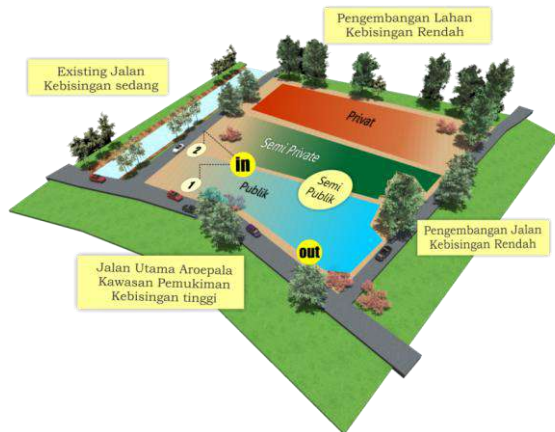 Pengembangan Lahan
Kebisingan Rendah
Existing Jalan
Kebisingan sedang
Privat
Semi Private
2
in
1
Publik
Semi
Publik
Pengembangan Jalan
Kebisingan Rendah
out
Jalan Utama Aroepala
Kawasan Pemukiman
Kebisingan tinggi